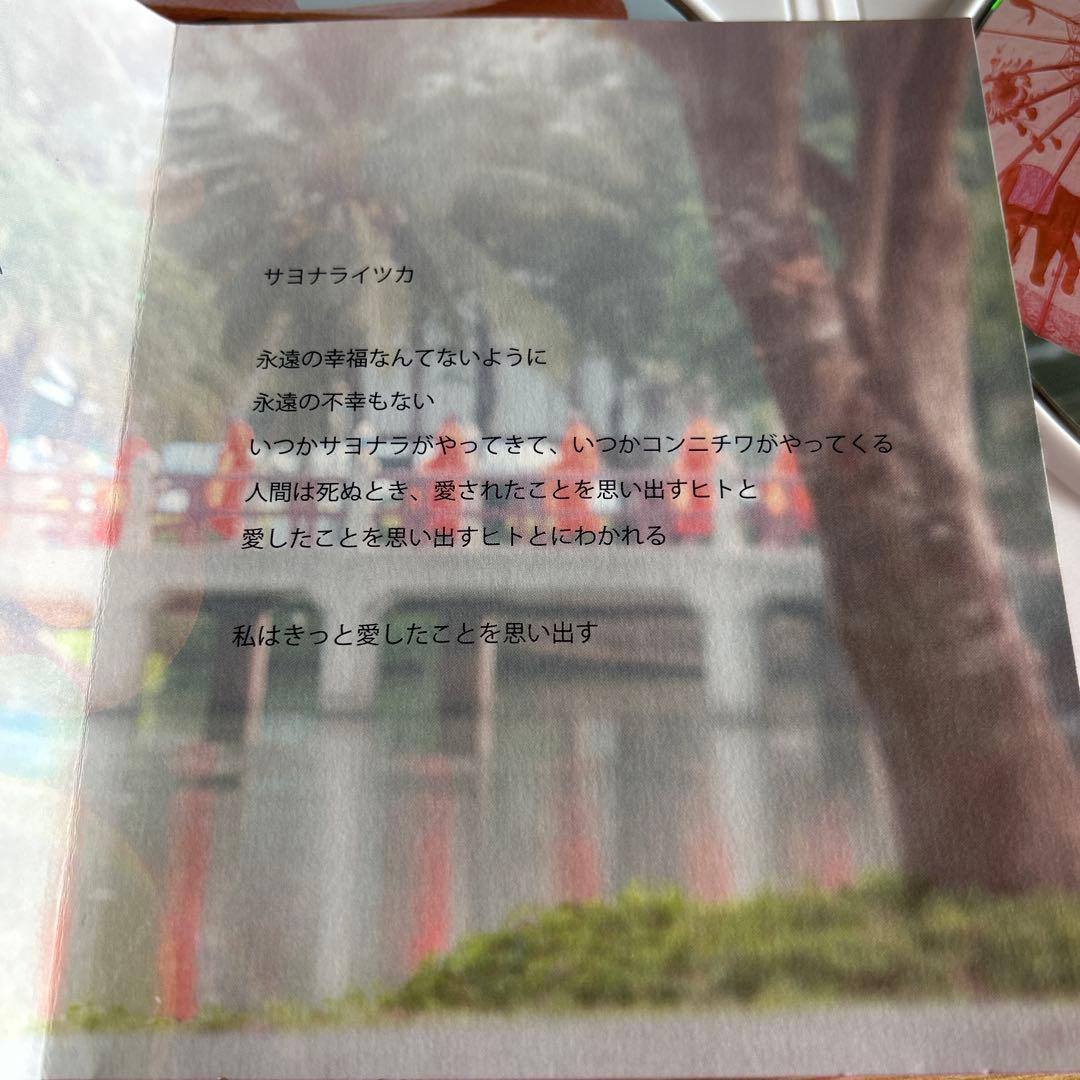 サヨナライツカ
永遠の幸福なんてないように
永遠の不幸もない
いつかサヨナラがやってきて、いつかコンニチワがやってくる
人間は死ぬとき、愛されたことを思い出すヒトと
愛したことを思い出すヒトとにわかれる
私はきっと愛したことを思い出す